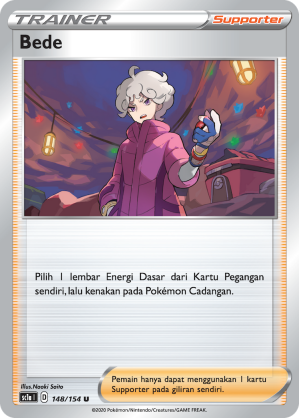 TRAINER Supporter
Bede
Pilih 1 lembar Energi Dasar dari Kartu Pegangan
sendiri, lalu kenakan pada Pokémon Cadangan.
Illus. Naoki Saito
sc1a I D 148/154 U
Pemain hanya dapat menggunakan 1 kartu
Supporter pada giliran sendiri.
©2020 Pokémon/Nintendo/Creatures/GAME FREAK.